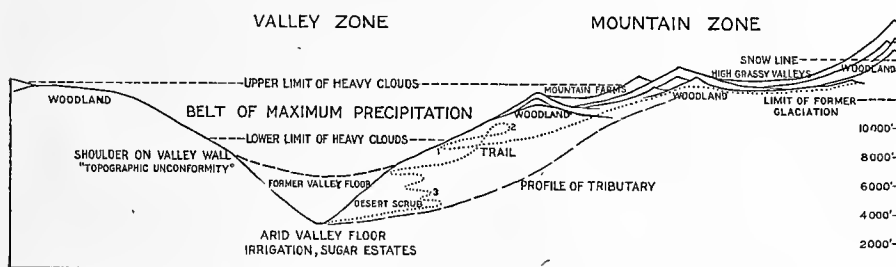 VALLEY ZONE
MOUNTAIN ZONE
SNOW LINE
WOODLAND
HIGH GRASSY VALLEYS
UPPER LIMIT OF HEAVY CLOUDS
MOUNTAIN FARMS
WOODLAND
WOODLAND
LIMIT OF FORMER
GLACIATION
BELT OF MAXIMUM PRECIPITATION
WOODLAND
10000'
LOWER LIMIT OF HEAVY CLOUDS
1
2
TRAIL
8000'
SHOULDER ON VALLEY WALL
"TOPOGRAPHIC UNCONFORMITY"
FORMER VALLEY FLOOR
3
PROFILE OF TRIBUTARY
6000'
DESERT SCRUB
4000'
ARID VALLEY FLOOR
IRRIGATION, SUGAR ESTATES
2000'